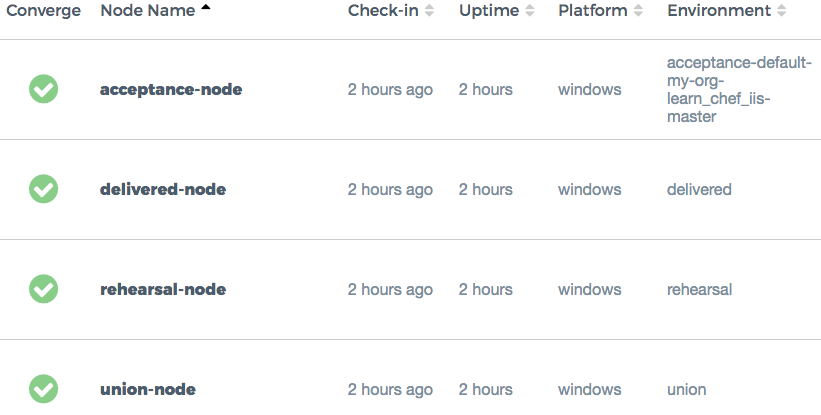 Converge Node Name Check-in Uptime Platform Environment
acceptance-node 2 hours ago 2 hours windows acceptance-default-
my-org-
learn_chef_iis-
master
delivered-node 2 hours ago 2 hours windows delivered
rehearsal-node 2 hours ago 2 hours windows rehearsal
union-node 2 hours ago 2 hours windows union